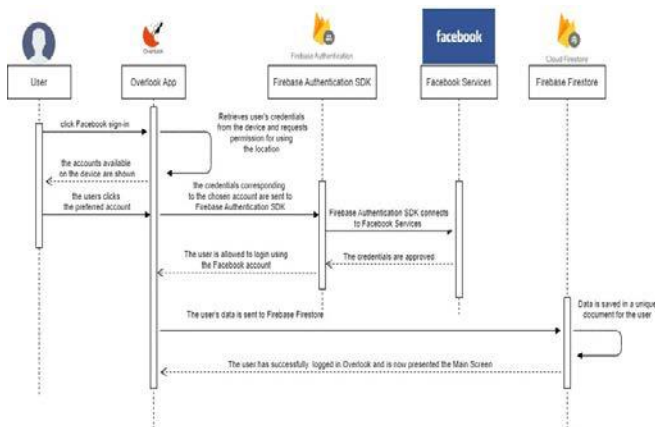 Overlook
Firebase Authentication
facebook
Cloud Firestore
User
Overlook App
Firebase Authentication SDK
Facebook Services
Firebase Firestore
click Facebook sign-in
Retrieves user's credentials
from the device and requests
permission for using
the location
the accounts available
on the device are shown
the users clicks
the preferred account
the credentials corresponding
to the chosen account are sent to
Firebase Authentication SDK
Firebase Authentication SDK connects
to Facebook Services
The credentials are approved
The user is allowed to login using
the Facebook account
The user's data is sent to Firebase Firestore
Data is saved in a unique
document for the user
The user has successfully logged in Overlook and is now presented the Main Screen